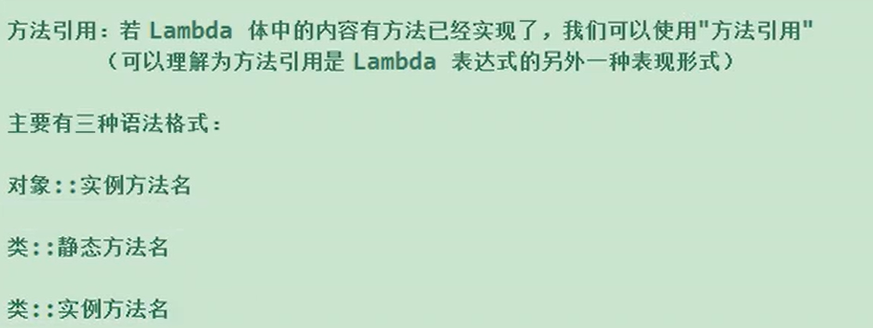 方法引用：若 Lambda 体中的内容有方法已经实现了，我们可以使用"方法引用"
（可以理解为方法引用是 Lambda 表达式的另外一种表现形式）
主要有三种语法格式：
对象::实例方法名
类::静态方法名
类::实例方法名